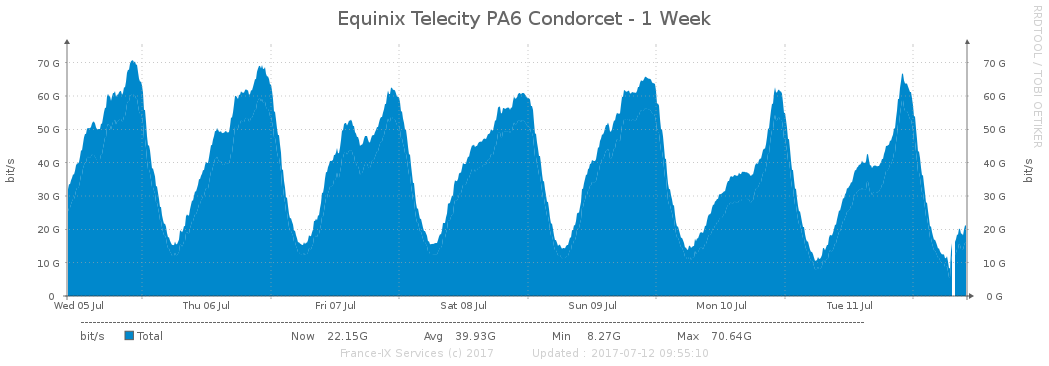 Equinix Telecity PA6 Condorcet - 1 Week
RRDTOOL / TOBI OETIKER
bit/s
70 G 70 G
60 G 60 G
50 G 50 G
40 G 40 G
30 G 30 G
20 G 20 G
10 G 10 G
0 0 G
bit/s
Wed 05 Jul Thu 06 Jul Fri 07 Jul Sat 08 Jul Sun 09 Jul Mon 10 Jul Tue 11 Jul
bit/s Total Now 22.15G Avg 39.93G Min 8.27G Max 70.64G
France-IX Services (c) 2017 Updated : 2017-07-12 09:55:10